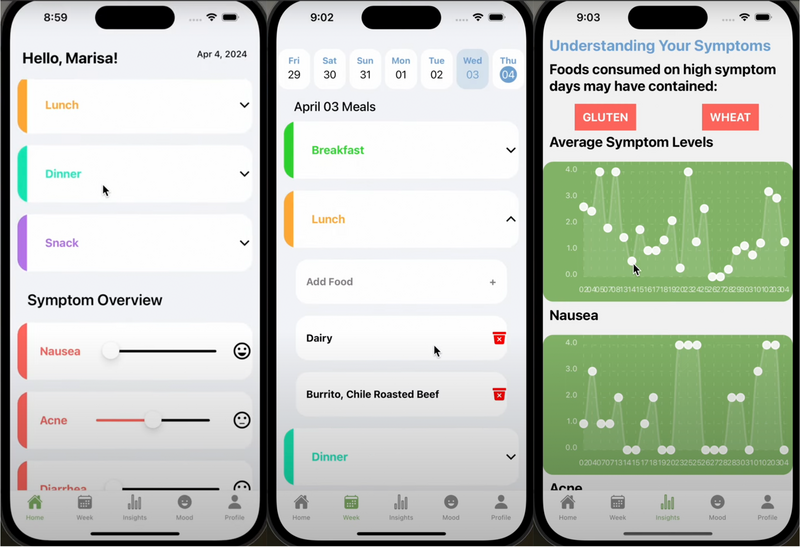 8:59
Hello, Marisa!
Apr 4, 2024
Lunch
Dinner
Snack
Symptom Overview
Nausea
Acne
Diarrhea
Home Week Insights Mood Profile
9:02
Fri Sat Sun Mon Tue Wed Thu
29 30 31 01 02 03 04
April 03 Meals
Breakfast
Lunch
Add Food +
Dairy
Burrito, Chile Roasted Beef
Dinner
Home Week Insights Mood Profile
9:03
Understanding Your Symptoms
Foods consumed on high symptom
days may have contained:
GLUTEN WHEAT
Average Symptom Levels
4.0
3.0
2.0
1.0
0.0
Nausea
4.0
3.0
2.0
1.0
0.0
Acne
Home Week Insights Mood Profile